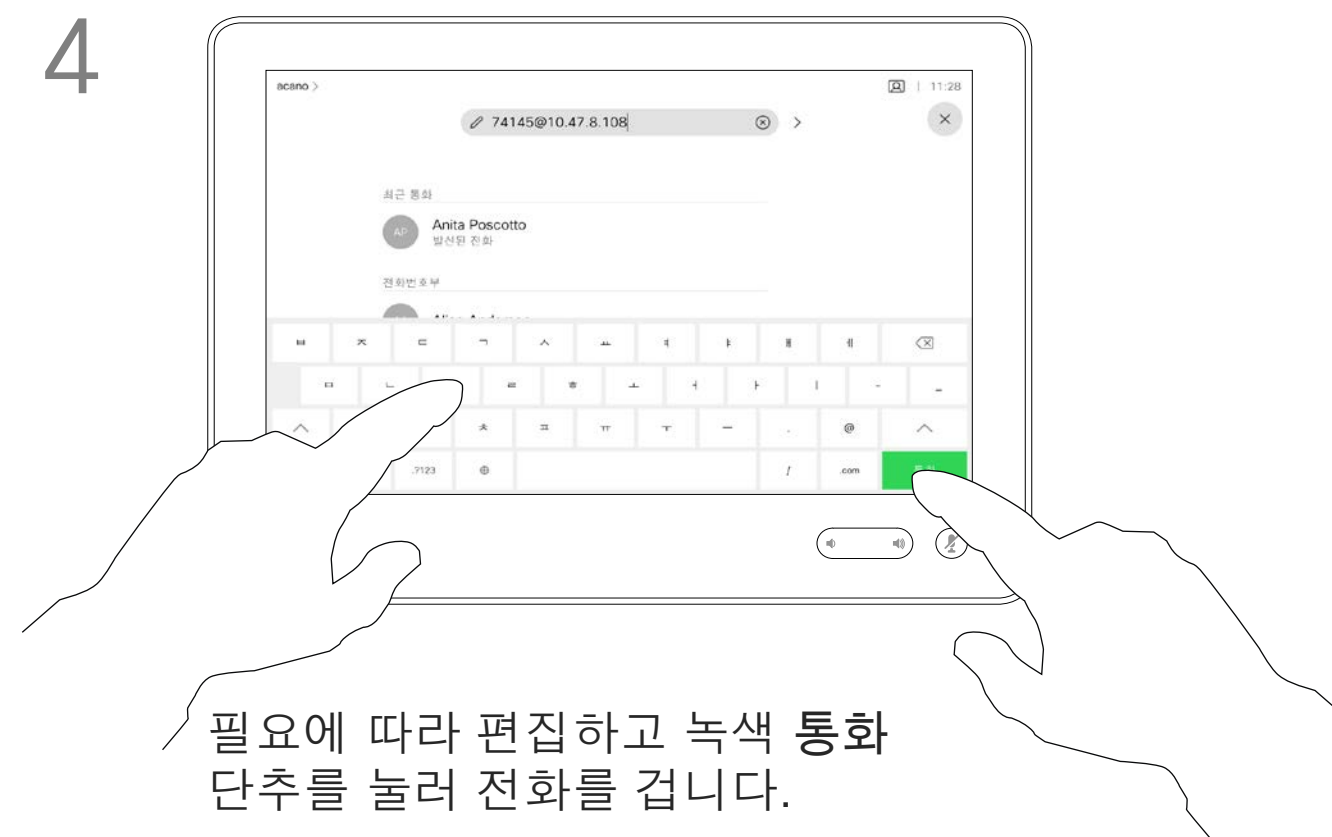 4
acano >
11:28
74145@10.47.8.108
최근 통화
AP
Anita Poscotto
발신된 전화
전화번호부
ㅂ ㅈ ㄷ ㄱ ㅅ ㅛ ㅕ ㅑ ㅐ ㅔ
ㅁ ㄴ ㄹ ㅎ ㅗ ㅓ ㅏ ㅣ - _
ㅊ ㅍ ㅠ ㅜ ㅡ . @
.?123 / .com
필요에 따라 편집하고 녹색 통화
단추를 눌러 전화를 겁니다.